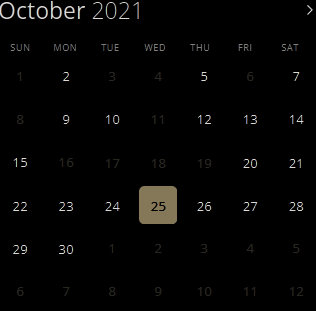 October 2021 >
SUN MON TUE WED THU FRI SAT
1 2 3 4 5 6 7
8 9 10 11 12 13 14
15 16 17 18 19 20 21
22 23 24 25 26 27 28
29 30 1 2 3 4 5
6 7 8 9 10 11 12